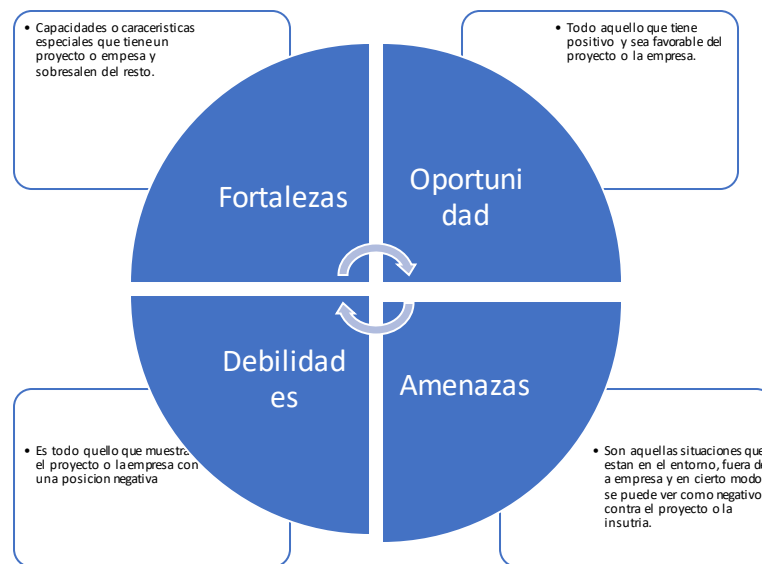 • Capacidades o caraceristicas
especiales que tiene un
proyecto o empesa y
sobresalen del resto.
• Todo aquello que tiene
positivo y sea favorable del
proyecto o la empresa.
Fortalezas
Oportuni
dad
Debilidad
es
Amenazas
• Es todo quello que muestra
el proyecto o la empresa con
una posicion negativa
• Son aquellas situaciones que
estan en el entorno, fuera de
a empresa y en cierto modo
se puede ver como negativo
contra el proyecto o la
insutria.